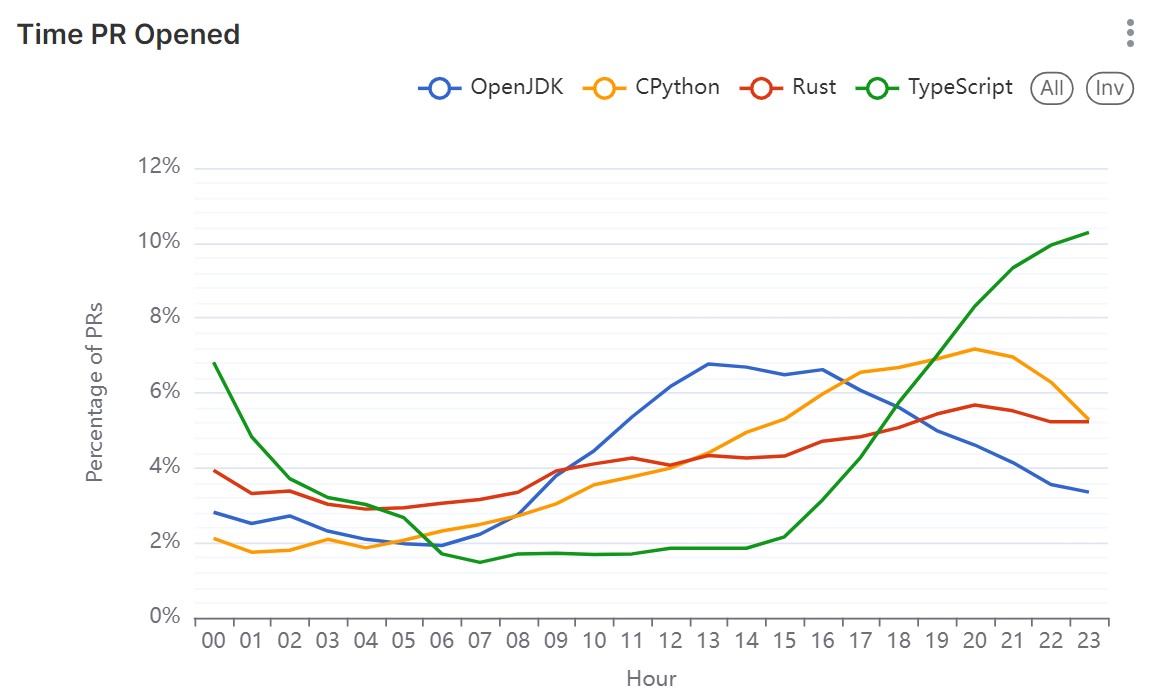 Time PR Opened
OpenJDK CPython Rust TypeScript All Inv
12%
10%
8%
6%
4%
2%
0%
Percentage of PRs
00 01 02 03 04 05 06 07 08 09 10 11 12 13 14 15 16 17 18 19 20 21 22 23
Hour